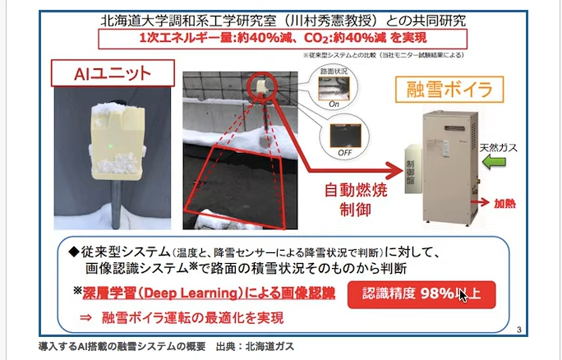 北海道大学調和系工学研究室（川村秀憲教授）との共同研究
1次エネルギー量:約40%減、CO2:約40%減 を実現
※従来型システムとの比較（当社モニター試験結果による）
AIユニット
路面状況
On
OFF
融雪ボイラ
制御盤
天然ガス
加熱
自動燃焼
制御
◆従来型システム（温度と、降雪センサーによる降雪状況で判断）に対して、
画像認識システム※で路面の積雪状況そのものから判断
※深層学習（Deep Learning）による画像認識
認識精度 98%以上
⇒ 融雪ボイラ運転の最適化を実現
3
導入するAI搭載の融雪システムの概要 出典：北海道ガス